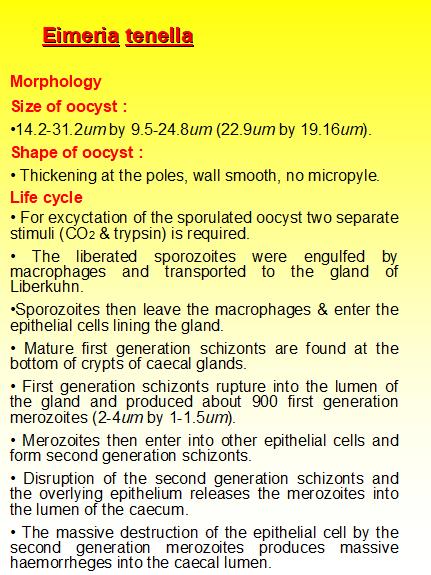 Eimeria tenella
Morphology
Size of oocyst :
•14.2-31.2um by 9.5-24.8um (22.9um by 19.16um).
Shape of oocyst :
• Thickening at the poles, wall smooth, no micropyle.
Life cycle
• For excyctation of the sporulated oocyst two separate
stimuli (CO2 & trypsin) is required.
• The liberated sporozoites were engulfed by
macrophages and transported to the gland of
Liberkuhn.
•Sporozoites then leave the macrophages & enter the
epithelial cells lining the gland.
• Mature first generation schizonts are found at the
bottom of crypts of caecal glands.
• First generation schizonts rupture into the lumen of
the gland and produced about 900 first generation
merozoites (2-4um by 1-1.5um).
• Merozoites then enter into other epithelial cells and
form second generation schizonts.
• Disruption of the second generation schizonts and
the overlying epithelium releases the merozoites into
the lumen of the caecum.
• The massive destruction of the epithelial cell by the
second generation merozoites produces massive
haemorrheges into the caecal lumen.